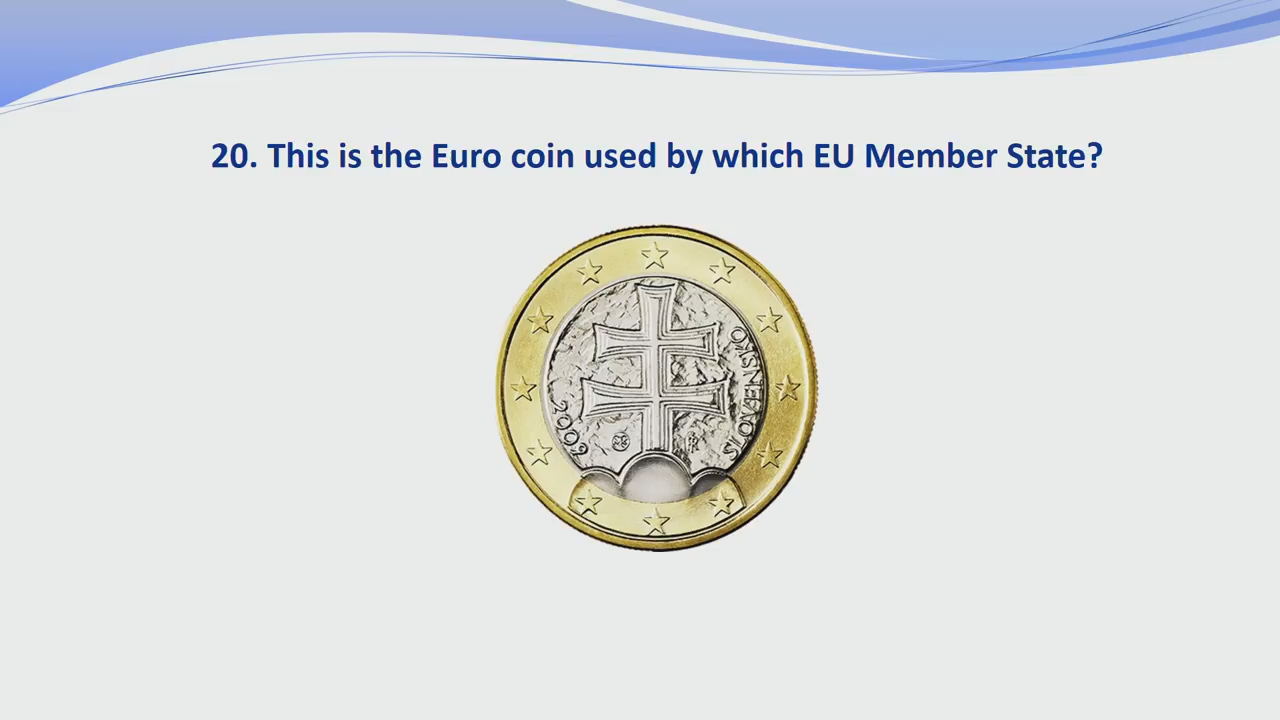 20. This is the Euro coin used by which EU Member State?
2009
SLOVENSKO